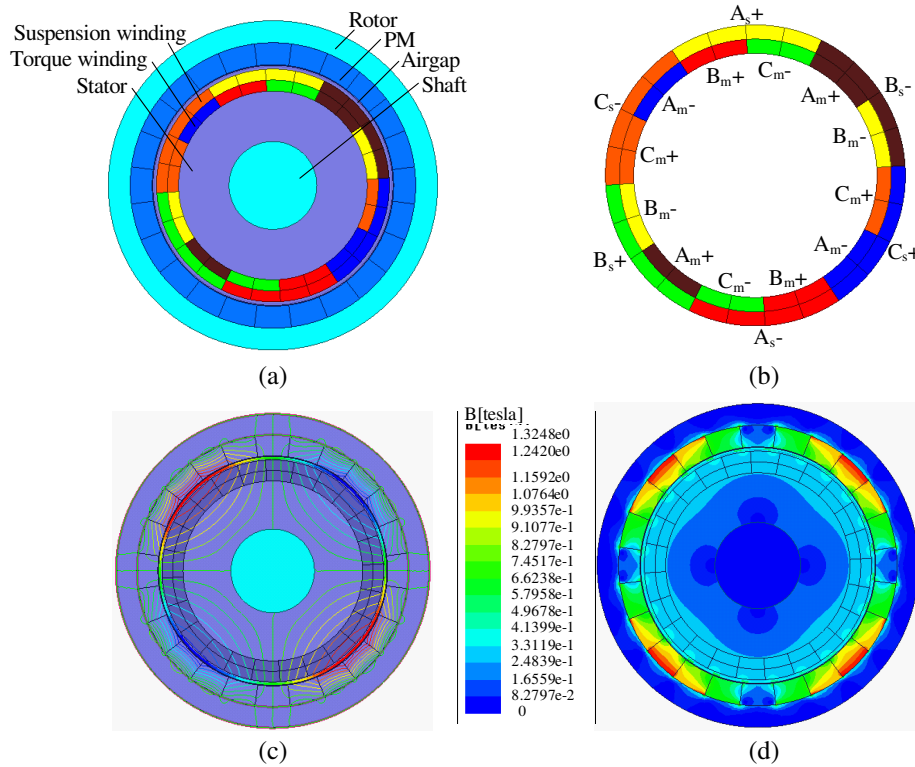 Suspension winding
Torque winding
Stator
Rotor
PM
Airgap
Shaft
(a)
As+
Bm+
Cm-
Cs-
Am-
Am+
Bs-
Bm-
Cm+
Cm+
Bm-
Am-
Cs+
Bs+
Am+
Cm-
Bm+
As-
(b)
B[tesla]
1.3248e0
1.2420e0
1.1592e0
1.0764e0
9.9357e-1
9.1077e-1
8.2797e-1
7.4517e-1
6.6238e-1
5.7958e-1
4.9678e-1
4.1399e-1
3.3119e-1
2.4839e-1
1.6559e-1
8.2797e-2
0
(c)
(d)